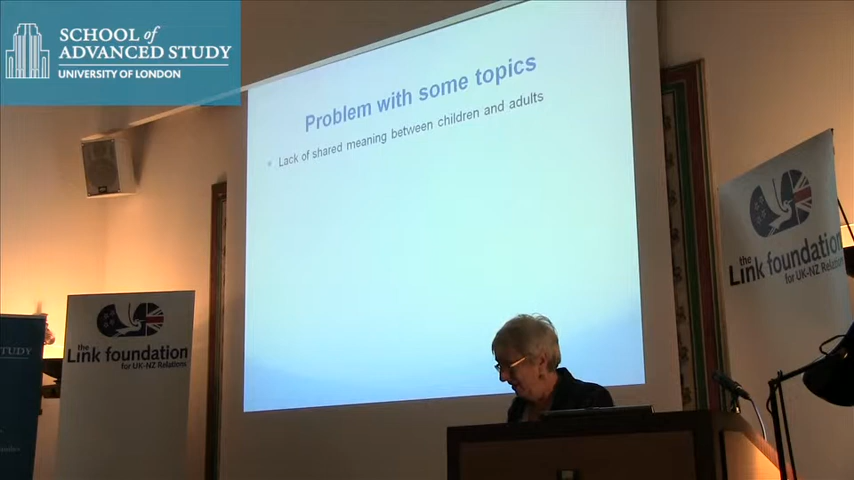 SCHOOL of
ADVANCED STUDY
UNIVERSITY OF LONDON
Problem with some topics
Lack of shared meaning between children and adults
the
Link foundation
for UK-NZ Relations
the
Link foundation
for UK-NZ Relations
STUDY